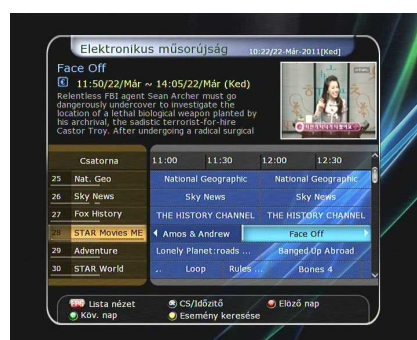 Elektronikus műsorújság 10:22/22-Már-2011[Ked]
Face Off
€ 11:50/22/Már ~ 14:05/22/Már (Ked)
Relentless FBI agent Sean Archer must go
dangerously undercover to investigate the
location of a lethal biological weapon planted by
his archrival, the sadistic terrorist-for-hire
Castor Troy. After undergoing a radical surgical
Csatorna 11:00 11:30 12:00 12:30
25 Nat. Geo National Geographic National Geographic
26 Sky News Sky News Sky News
27 Fox History THE HISTORY CHANNEL THE HISTORY CHANNEL
28 STAR Movies ME Amos & Andrew Face Off
29 Adventure Lonely Planet:roads ... Banged Up Abroad
30 STAR World .. Loop Rules ... Bones 4
Lista nézet CS/Időzítő Előző nap
Köv. nap Esemény keresése